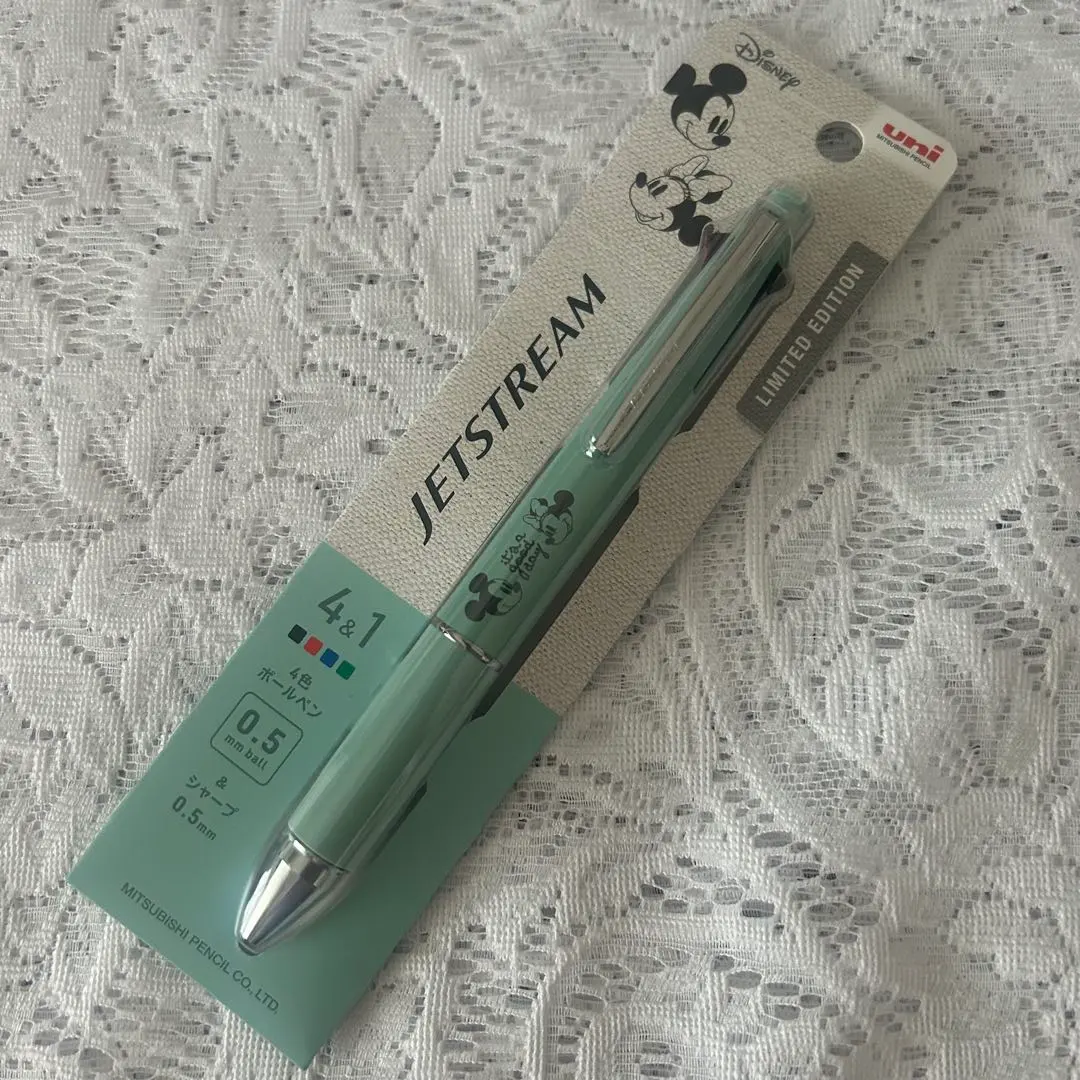 Disney
uni
MITSUBISHI PENCIL
LIMITED EDITION
JETSTREAM
it's a
good
day
4&1
4色
ボールペン
0.5
mm ball
&
シャープ
0.5mm
MITSUBISHI PENCIL CO., LTD.